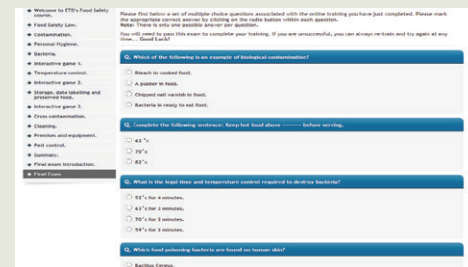 Welcome to ETB's Food Safety
course.
Food Safety Law.
Contamination.
Personal Hygiene.
Bacteria.
Interactive game 1.
Temperature control.
Interactive game 2.
Storage, date labelling and
preserved food.
Interactive game 3.
Cross contamination.
Cleaning.
Premises and equipment.
Pest control.
Summary.
Final exam introduction.
Final Exam
Please find below a set of multiple choice questions associated with the online training you have just completed. Please mark
the appropriate correct answer by clicking on the radio button within each question.
Note: There is only one possible answer per question.
You will need to pass this exam to complete your training. If you are unsuccessful, you can always re-train and try again at any
time... Good Luck!
Q. Which of the following is an example of biological contamination?
Bleach in cooked food.
A plaster in food.
Chipped nail varnish in food.
Bacteria in ready to eat food.
Q. Complete the following sentence: Keep hot food above -------- before serving.
63 °c
70°c
82°c
Q. What is the legal time and temperature control required to destroy bacteria?
53°c for 4 minutes.
63°c for 3 minutes.
70°c for 2 minutes.
59°c for 3 minutes.
Q. Which food poisoning bacteria are found on human skin?
Bacillus Cereus.